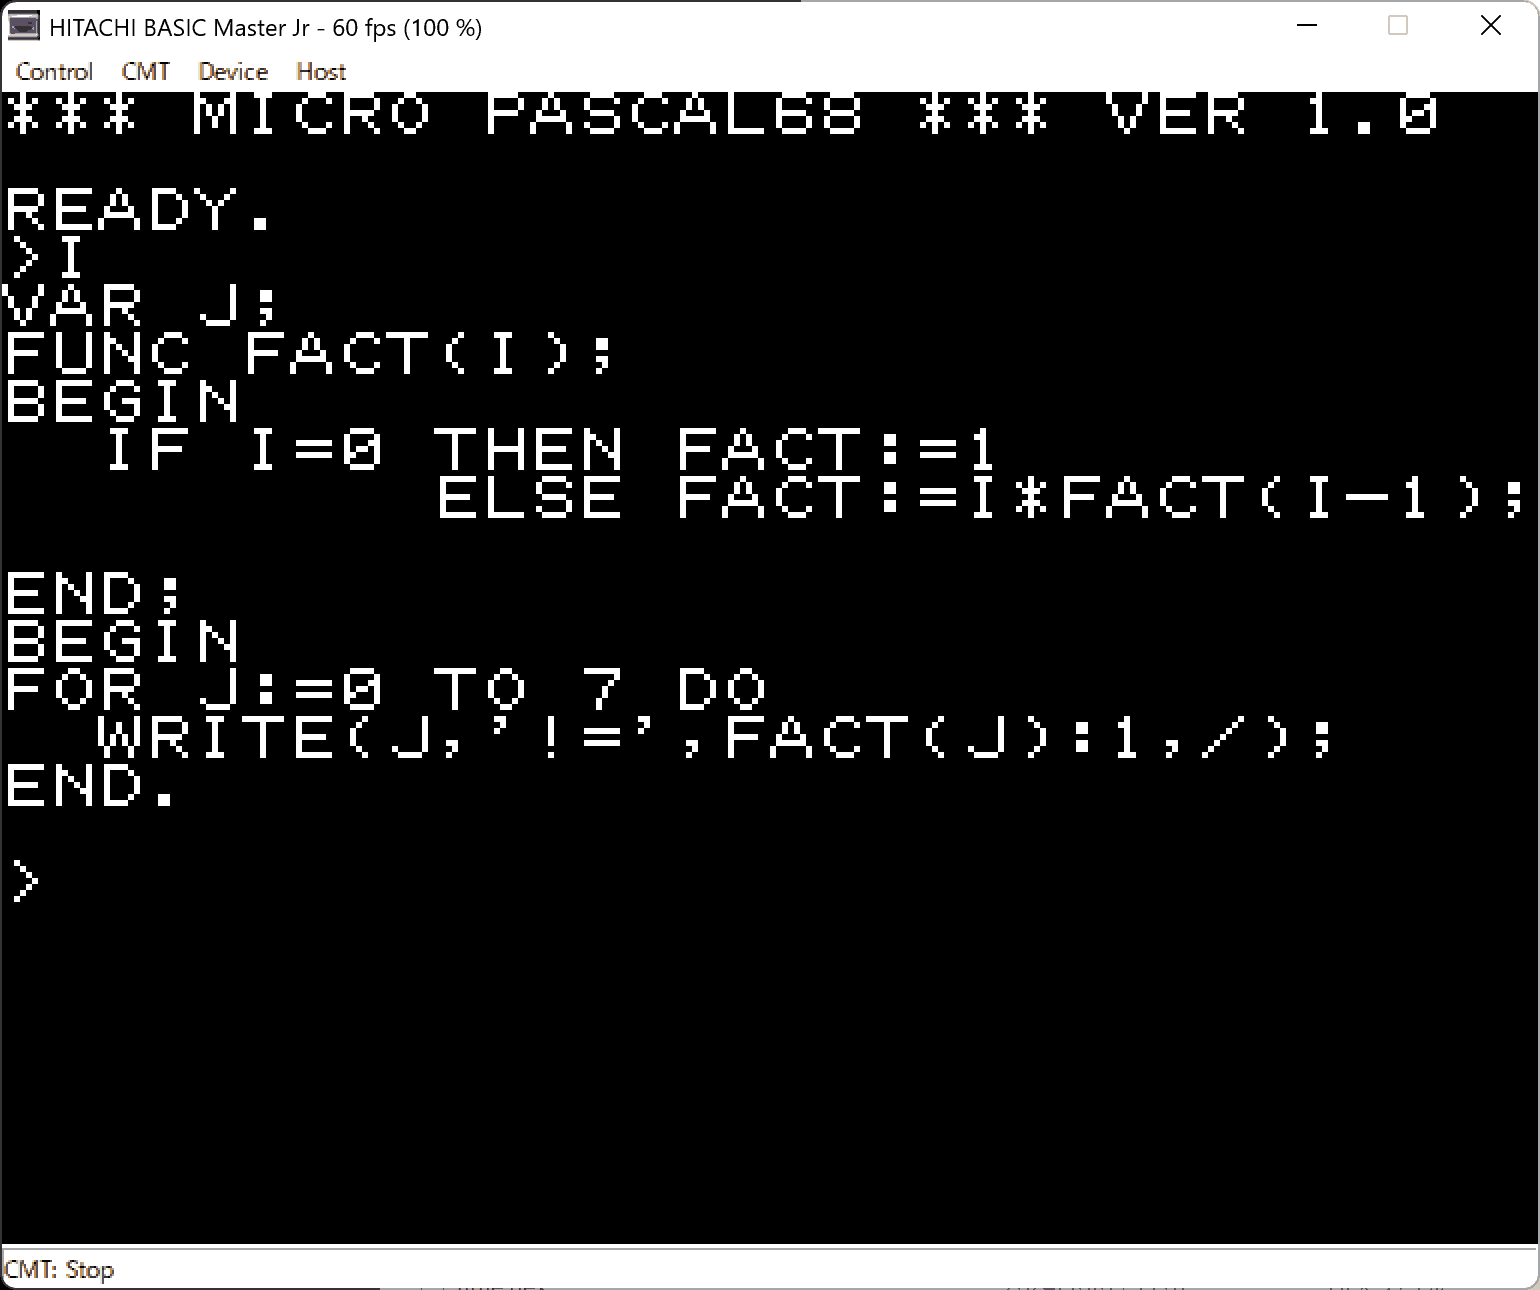 HITACHI BASIC Master Jr - 60 fps (100 %)
Control CMT Device Host
*** MICRO PASCAL68 *** VER 1.0
READY.
>I
VAR J;
FUNC FACT(I);
BEGIN
  IF I=0 THEN FACT:=1
         ELSE FACT:=I*FACT(I-1);
END;
BEGIN
FOR J:=0 TO 7 DO
  WRITE(J,'!=',FACT(J):1,/);
END.
>
CMT: Stop